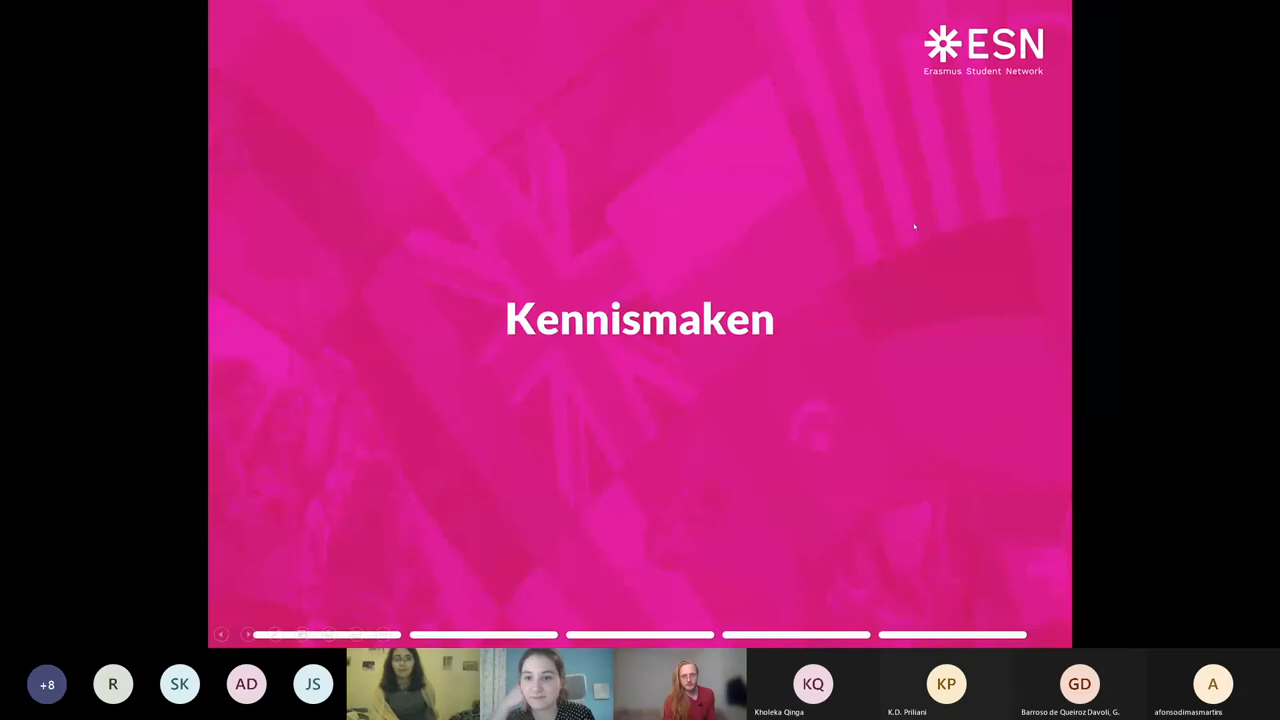 ESN
Erasmus Student Network
Kennismaken
+8
R
SK
AD
JS
KQ
Kholeka Qinga
KP
K.D. Priliani
GD
Barroso de Queiroz Davoli, G.
A
afonsodimasmartins